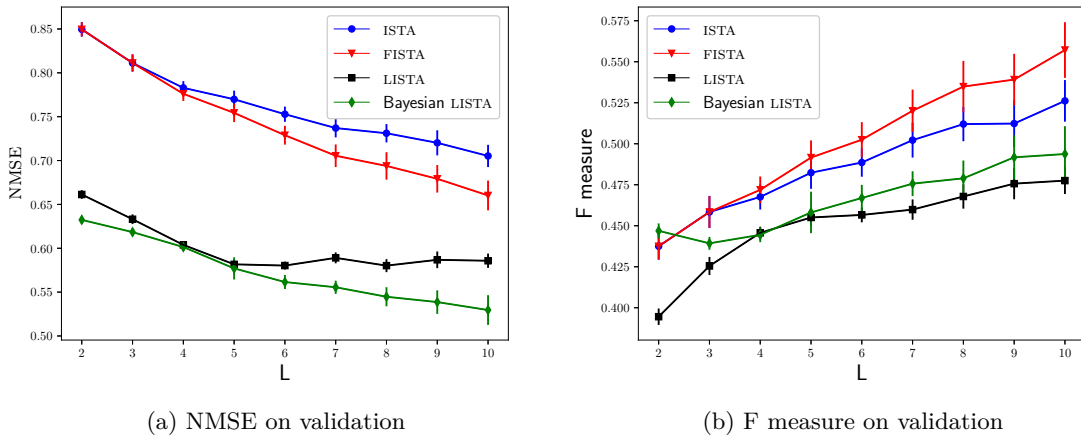 0.85
0.80
0.75
0.70
0.65
0.60
0.55
0.50
NMSE
2 3 4 5 6 7 8 9 10
L
ISTA
FISTA
LISTA
Bayesian LISTA
(a) NMSE on validation
0.575
0.550
0.525
0.500
0.475
0.450
0.425
0.400
F measure
2 3 4 5 6 7 8 9 10
L
ISTA
FISTA
LISTA
Bayesian LISTA
(b) F measure on validation